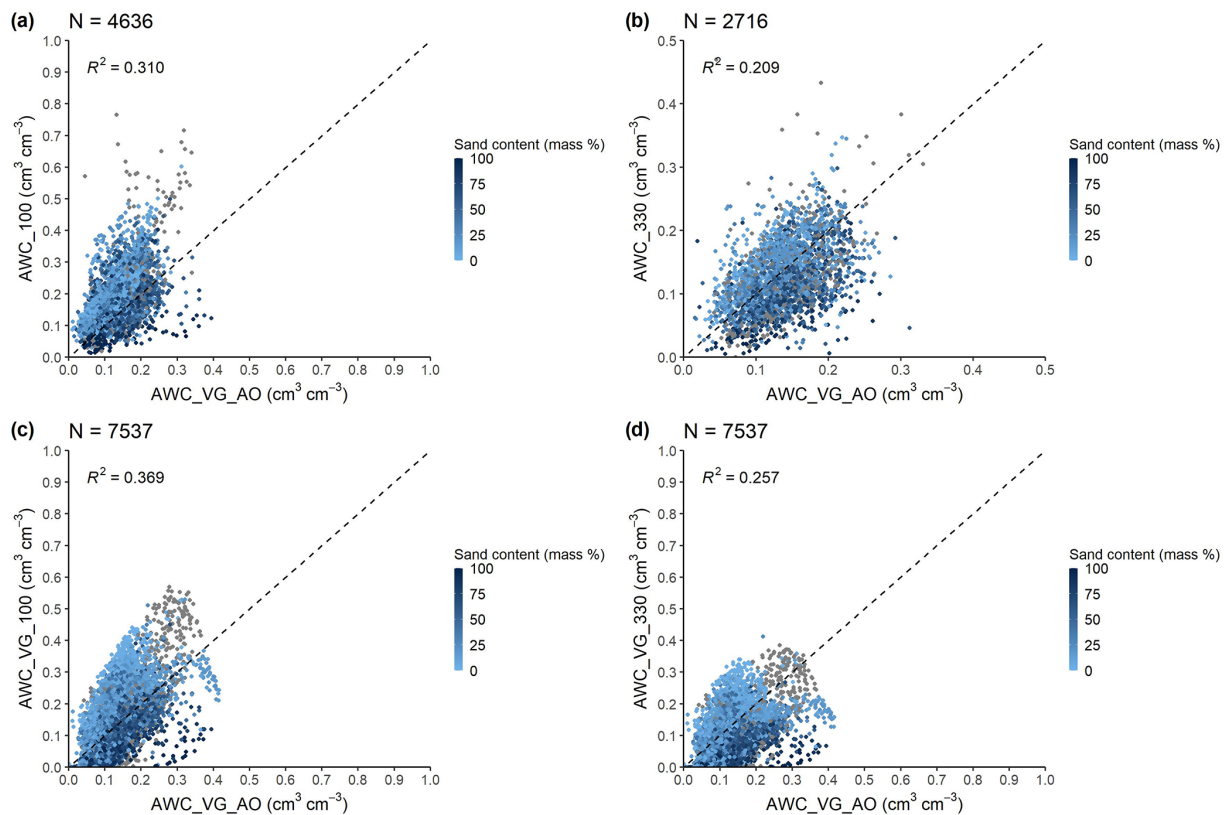 (a) N = 4636
R² = 0.310
AWC_100 (cm³ cm⁻³)
1.0
0.9
0.8
0.7
0.6
0.5
0.4
0.3
0.2
0.1
0.0
0.0 0.1 0.2 0.3 0.4 0.5 0.6 0.7 0.8 0.9 1.0
AWC_VG_AO (cm³ cm⁻³)
Sand content (mass %)
100
75
50
25
0
(b) N = 2716
R² = 0.209
AWC_330 (cm³ cm⁻³)
0.5
0.4
0.3
0.2
0.1
0.0
0.0 0.1 0.2 0.3 0.4 0.5
AWC_VG_AO (cm³ cm⁻³)
Sand content (mass %)
100
75
50
25
0
(c) N = 7537
R² = 0.369
AWC_VG_100 (cm³ cm⁻³)
1.0
0.9
0.8
0.7
0.6
0.5
0.4
0.3
0.2
0.1
0.0
0.0 0.1 0.2 0.3 0.4 0.5 0.6 0.7 0.8 0.9 1.0
AWC_VG_AO (cm³ cm⁻³)
Sand content (mass %)
100
75
50
25
0
(d) N = 7537
R² = 0.257
AWC_VG_330 (cm³ cm⁻³)
1.0
0.9
0.8
0.7
0.6
0.5
0.4
0.3
0.2
0.1
0.0
0.0 0.1 0.2 0.3 0.4 0.5 0.6 0.7 0.8 0.9 1.0
AWC_VG_AO (cm³ cm⁻³)
Sand content (mass %)
100
75
50
25
0